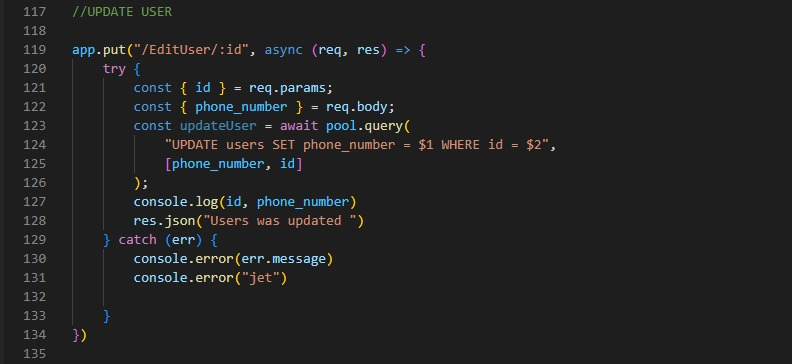 117 //UPDATE USER
118
119 app.put("/EditUser/:id", async (req, res) => {
120 try {
121 const { id } = req.params;
122 const { phone_number } = req.body;
123 const updateUser = await pool.query(
124 "UPDATE users SET phone_number = $1 WHERE id = $2",
125 [phone_number, id]
126 );
127 console.log(id, phone_number)
128 res.json("Users was updated ")
129 } catch (err) {
130 console.error(err.message)
131 console.error("jet")
132
133 }
134 })
135